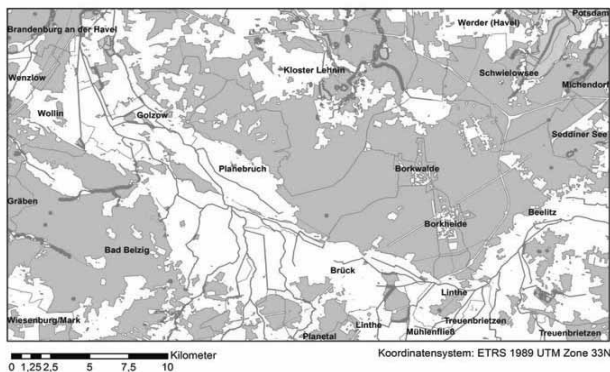 Potsdam
Brandenburg an der Havel
Werder (Havel)
Kloster Lehnin
Schwielowsee
Wenzlow
Michendorf
Wollin
Golzow
Seddiner See
Planebruch
Borkwalde
Gräben
Beelitz
Borkheide
Bad Belzig
Brück
Linthe
Wiesenburg/Mark
Linthe
Treuenbrietzen
Mühlenfließ
Treuenbrietzen
Planetal
Kilometer
0 1,25 2,5 5 7,5 10
Koordinatensystem: ETRS 1989 UTM Zone 33N